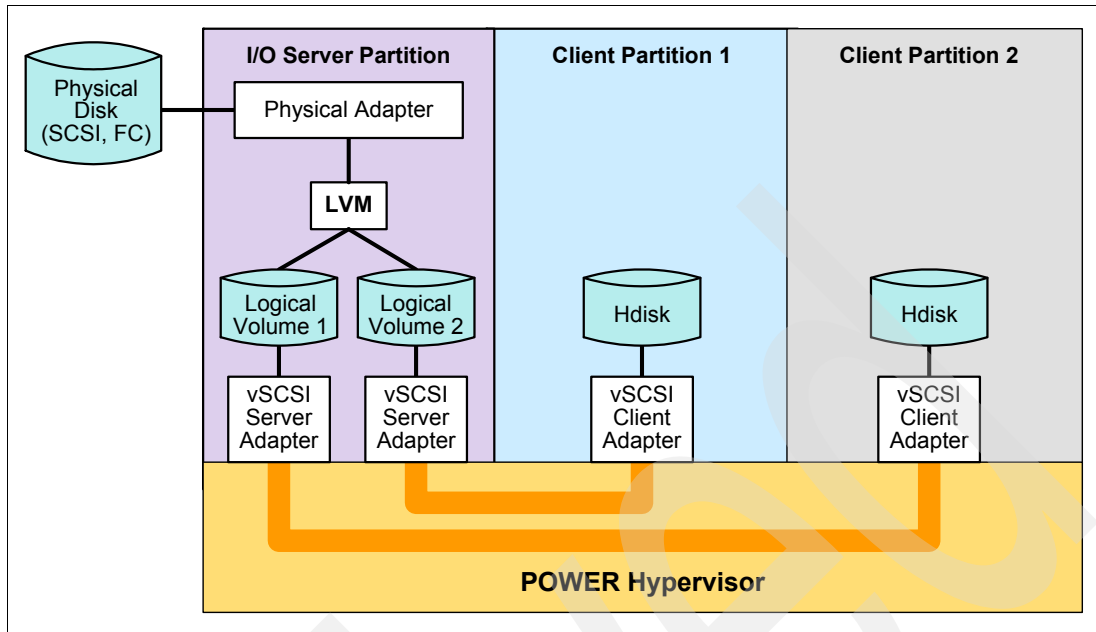 I/O Server Partition
Client Partition 1
Client Partition 2
Physical
Disk
(SCSI, FC)
Physical Adapter
LVM
Logical
Volume 1
Logical
Volume 2
Hdisk
Hdisk
vSCSI
Server
Adapter
vSCSI
Server
Adapter
vSCSI
Client
Adapter
vSCSI
Client
Adapter
POWER Hypervisor